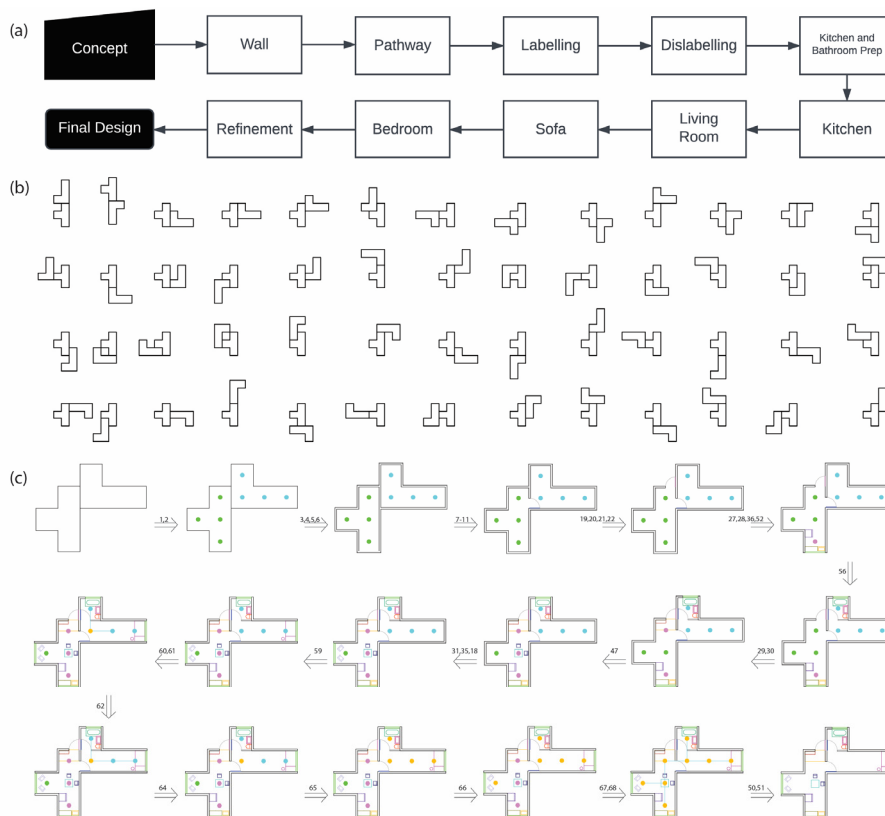 (a)
Concept
Wall
Pathway
Labelling
Dislabelling
Kitchen and
Bathroom Prep
Final Design
Refinement
Bedroom
Sofa
Living
Room
Kitchen
(b)
(c)
1,2
3,4,5,6
7-11
19,20,21,22
27,28,36,52
56
60,61
59
31,35,18
47
29,30
62
64
65
66
67,68
50,51